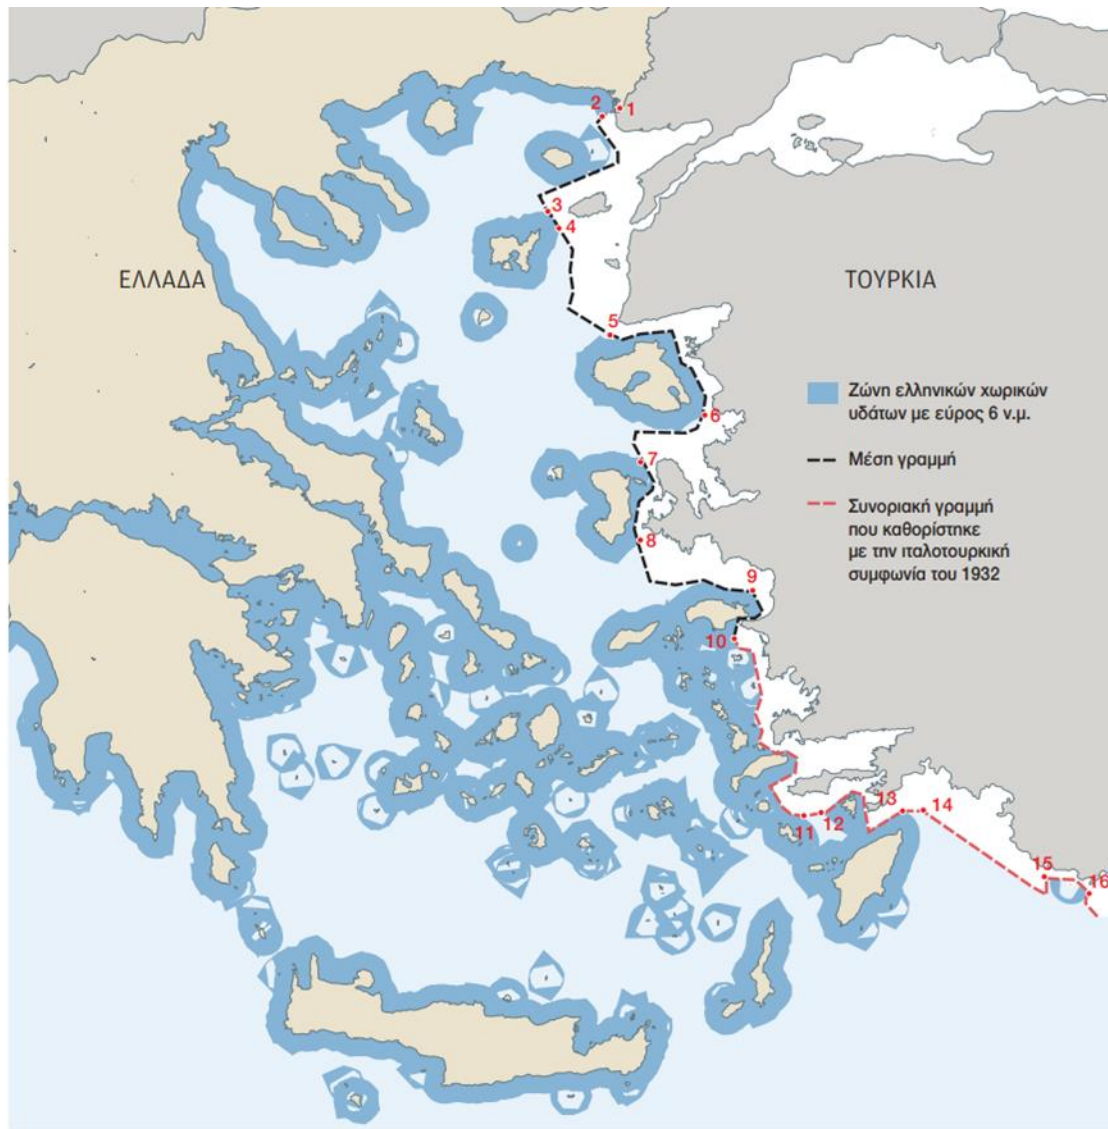 2
1
3
4
ΕΛΛΑΔΑ
ΤΟΥΡΚΙΑ
5
Ζώνη ελληνικών χωρικών
υδάτων με εύρος 6 ν.μ.
6
Μέση γραμμή
7
Συνοριακή γραμμή
που καθορίστηκε
με την ιταλοτουρκική
συμφωνία του 1932
8
9
10
11
12
13
14
15
16